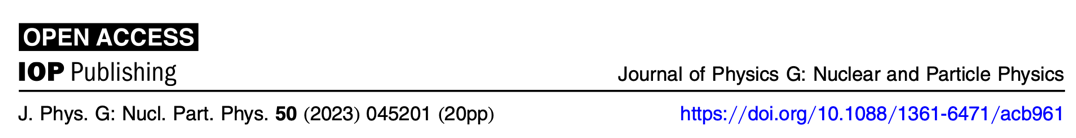 OPEN ACCESS
IOP Publishing
Journal of Physics G: Nuclear and Particle Physics
J. Phys. G: Nucl. Part. Phys. 50 (2023) 045201 (20pp)
https://doi.org/10.1088/1361-6471/acb961